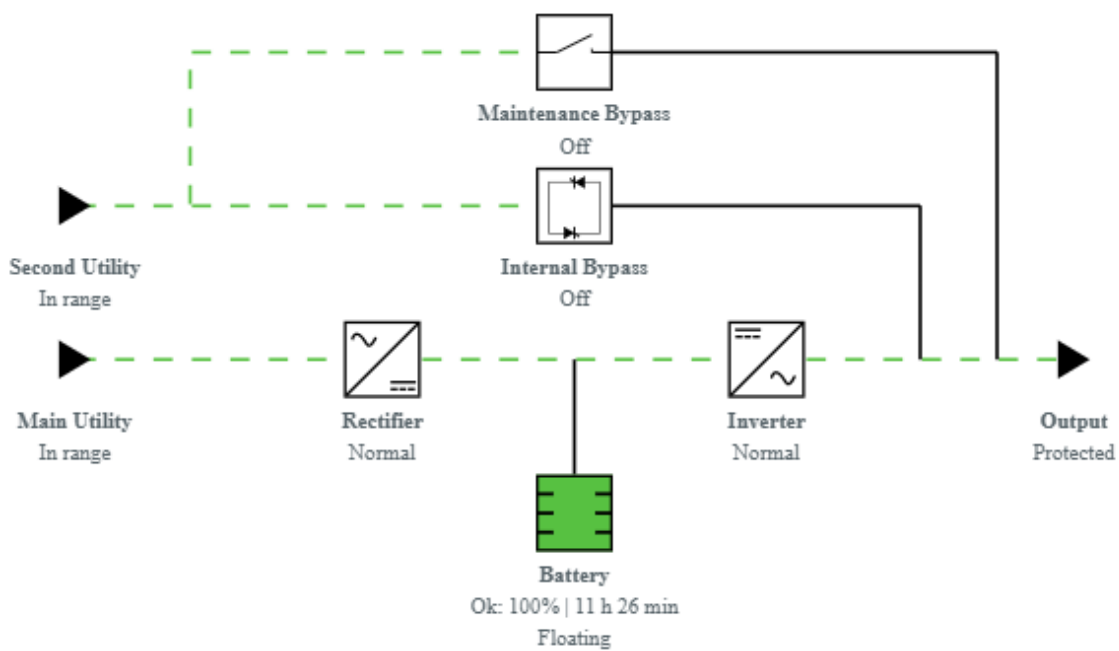 Maintenance Bypass
Off
Second Utility
In range
Internal Bypass
Off
Main Utility
In range
Rectifier
Normal
Inverter
Normal
Output
Protected
Battery
Ok: 100% | 11 h 26 min
Floating